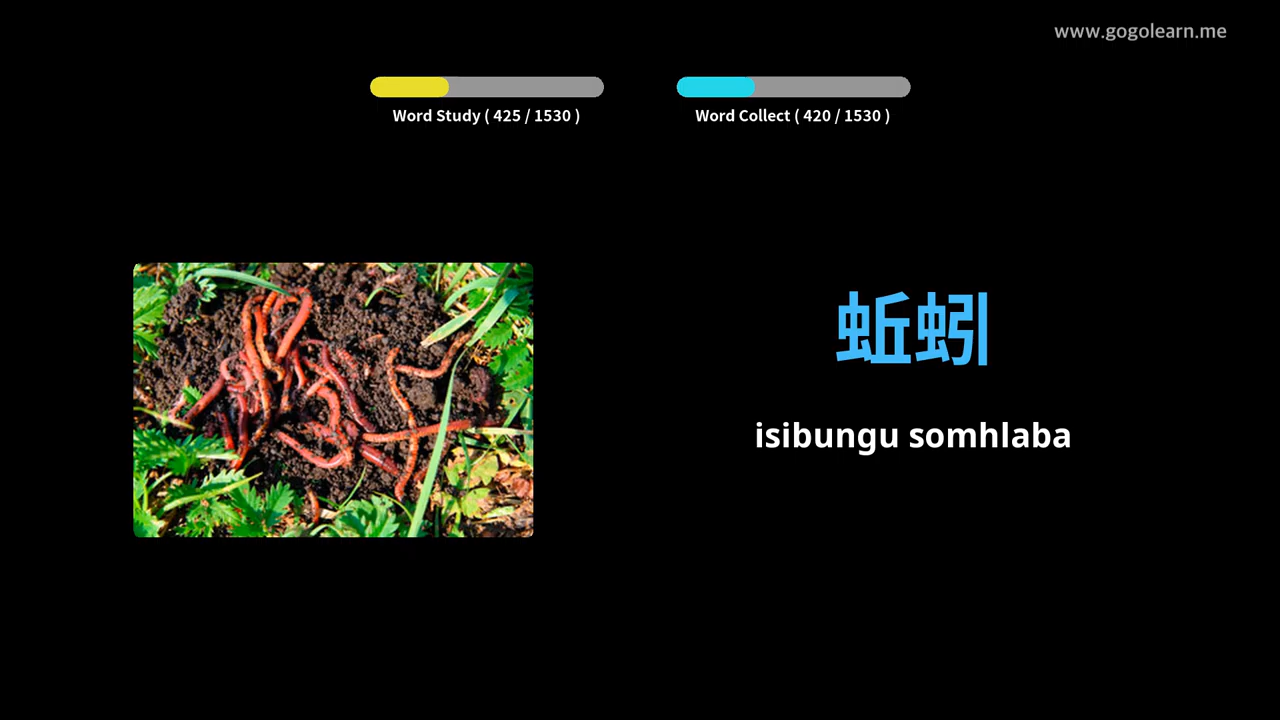 www.gogolearn.me
Word Study ( 425 / 1530 )
Word Collect ( 420 / 1530 )
蚯蚓
isibungu somhlaba